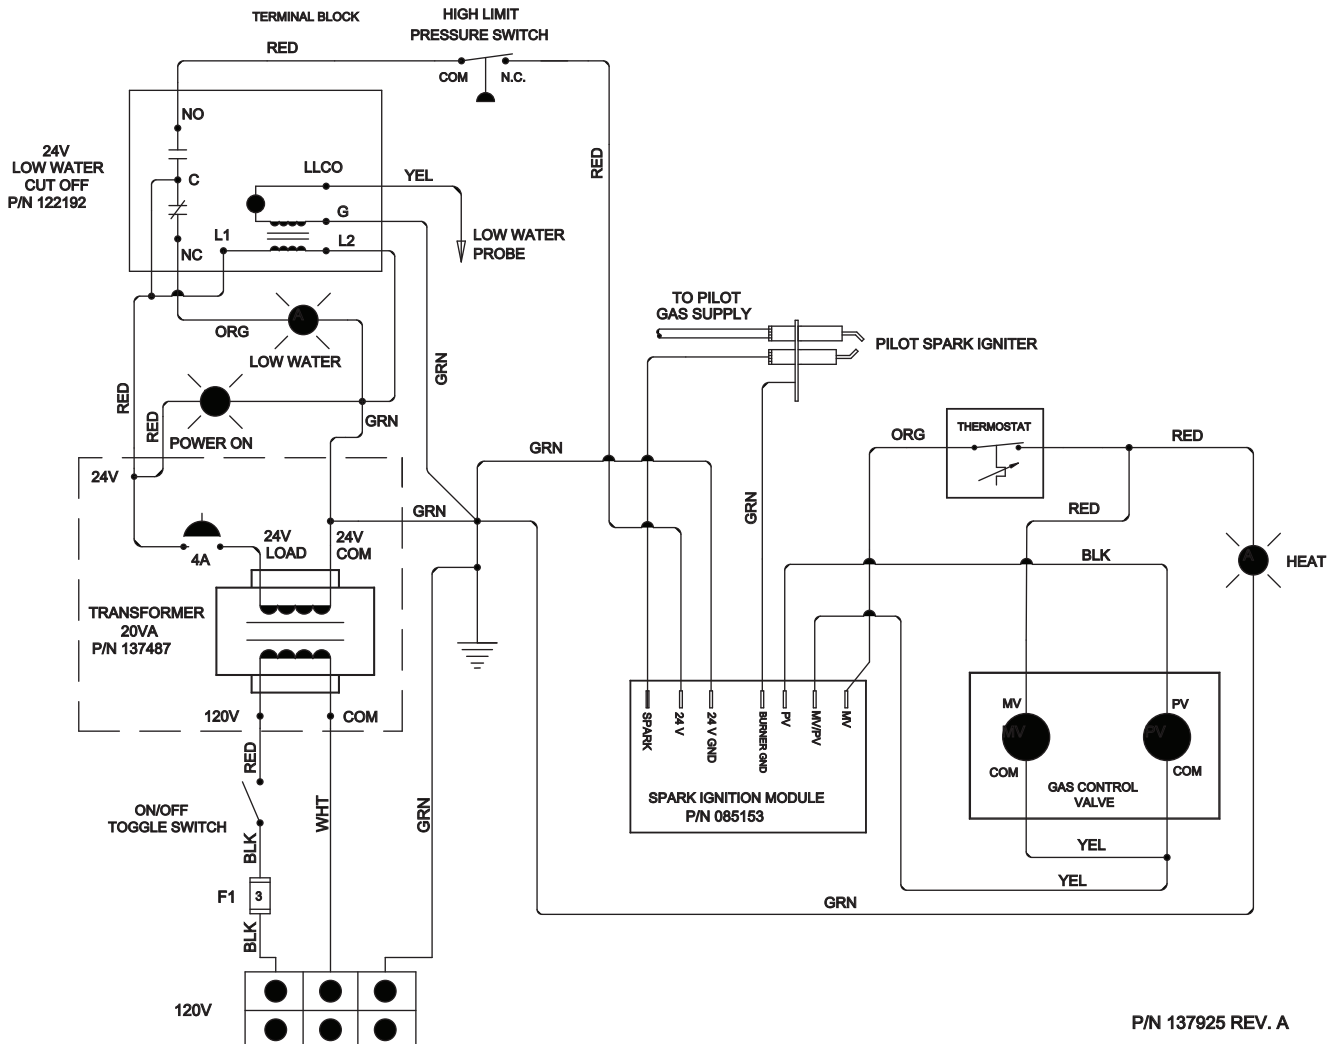 TERMINAL BLOCK
HIGH LIMIT
PRESSURE SWITCH
RED
COM
N.C.
NO
24V
LOW WATER
CUT OFF
P/N 122192
C
LLCO
YEL
RED
G
L1
L2
NC
LOW WATER
PROBE
A
ORG
LOW WATER
TO PILOT
GAS SUPPLY
PILOT SPARK IGNITER
GRN
RED
RED
POWER ON
GRN
ORG
THERMOSTAT
RED
GRN
24V
GRN
GRN
RED
24V
LOAD
24V
COM
4A
BLK
A
HEAT
TRANSFORMER
20VA
P/N 137487
120V
COM
SPARK
24 V
24 V GND
BURNER GND
PV
MV/PV
MV
MV
PV
MV
PV
COM
COM
GAS CONTROL
VALVE
RED
SPARK IGNITION MODULE
P/N 085153
ON/OFF
TOGGLE SWITCH
WHT
GRN
BLK
YEL
YEL
F1
3
GRN
BLK
120V
P/N 137925 REV. A